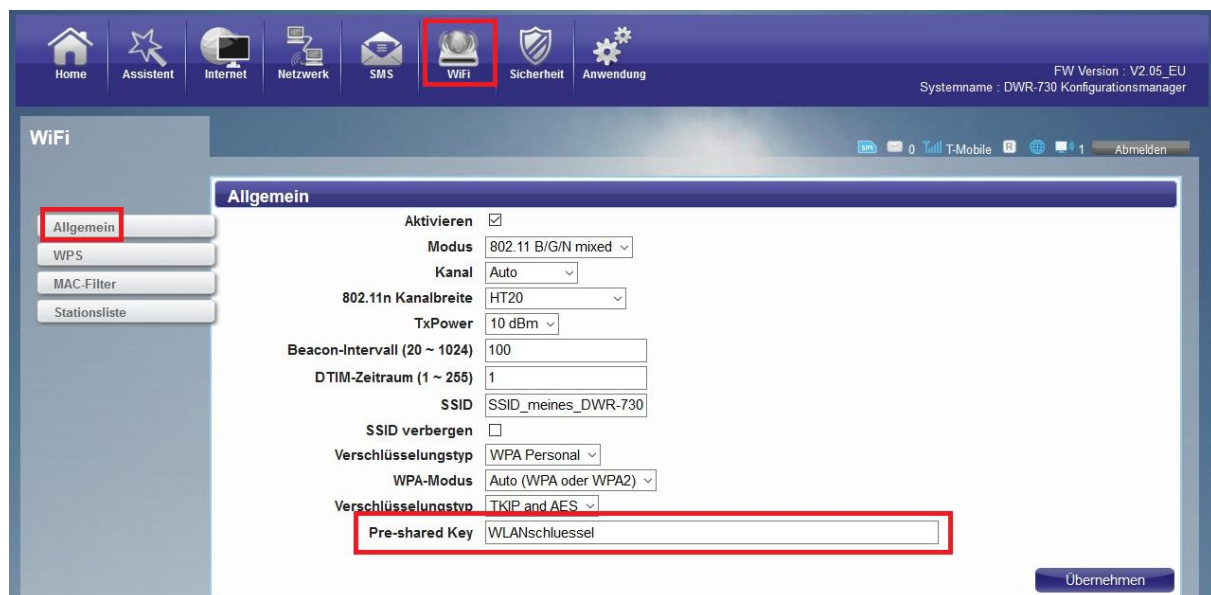 Home Assistent Internet Netzwerk SMS WiFi Sicherheit Anwendung
FW Version : V2.05_EU
Systemname : DWR-730 Konfigurationsmanager
WiFi
SIM 0 T-Mobile R 1 Abmelden
Allgemein
Allgemein
WPS
MAC-Filter
Stationsliste
Aktivieren
Modus 802.11 B/G/N mixed
Kanal Auto
802.11n Kanalbreite HT20
TxPower 10 dBm
Beacon-Intervall (20 ~ 1024) 100
DTIM-Zeitraum (1 ~ 255) 1
SSID SSID_meines_DWR-730
SSID verbergen
Verschlüsselungstyp WPA Personal
WPA-Modus Auto (WPA oder WPA2)
Verschlüsselungstyp TKIP and AES
Pre-shared Key WLANschluessel
Übernehmen